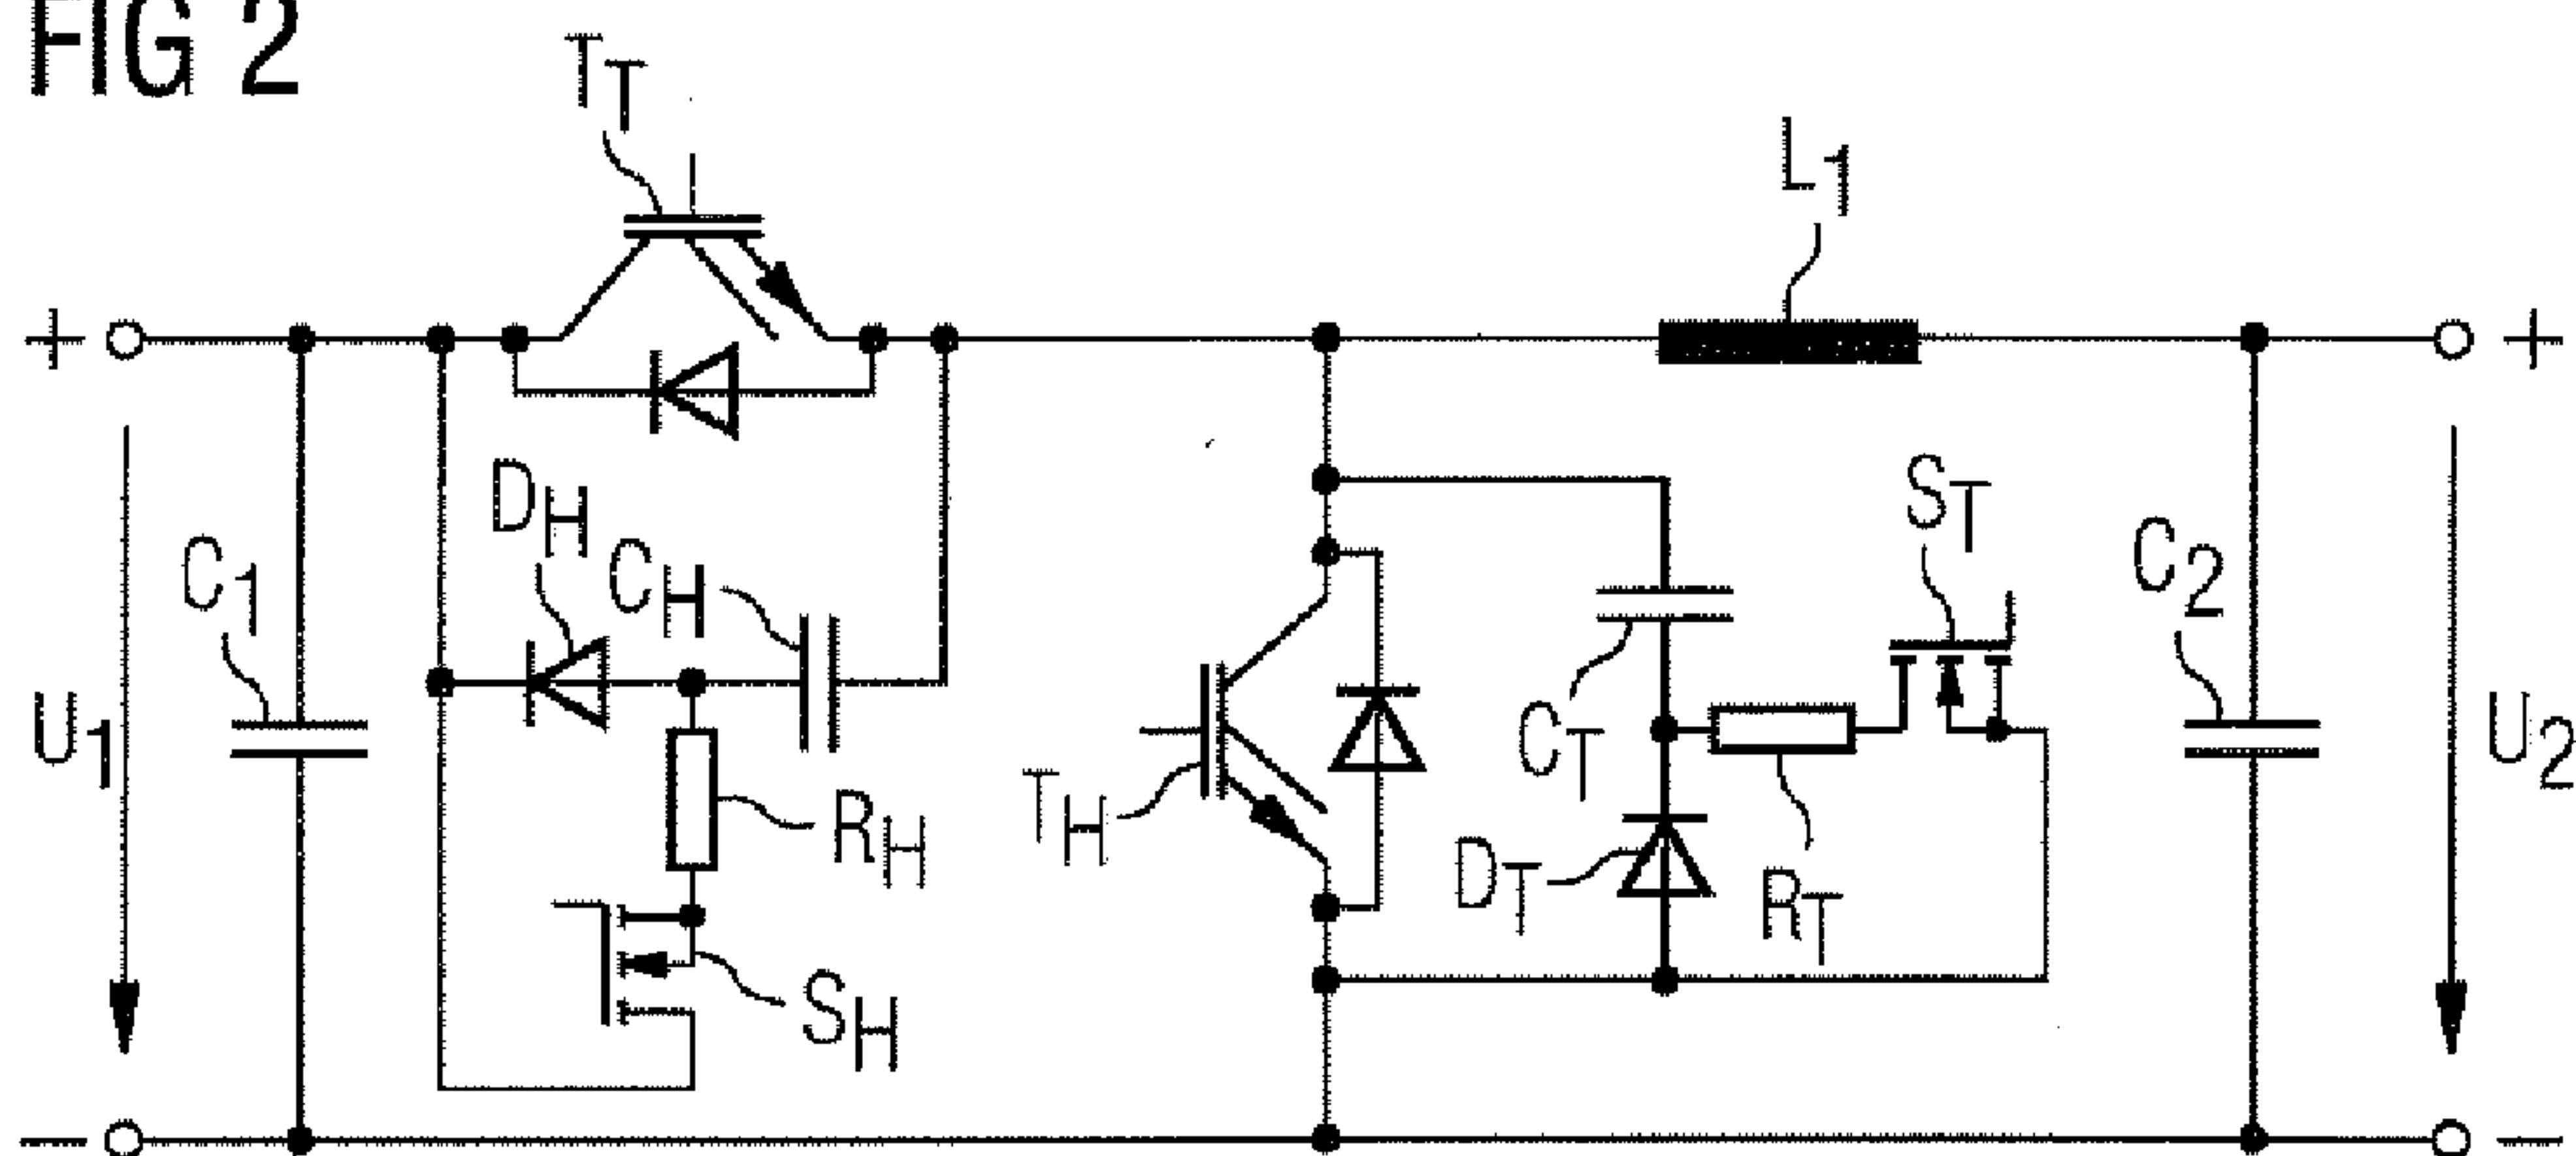 FIG 2
T_T
L_1
+
+
D_H
C_H
S_T
C_1
C_2
U_1
C_T
U_2
T_H
R_H
D_T
R_T
S_H
−
−